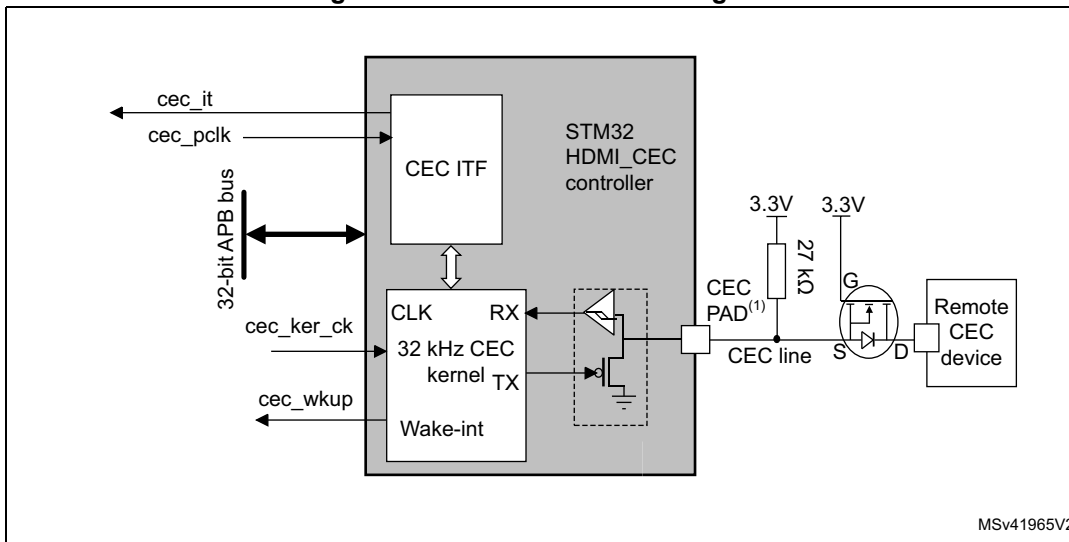 cec_it
cec_pclk
32-bit APB bus
CEC ITF
STM32
HDMI_CEC
controller
cec_ker_ck
cec_wkup
CLK
RX
32 kHz CEC
kernel
TX
Wake-int
CEC
PAD(1)
3.3V
3.3V
27 kΩ
CEC line
G
S
D
Remote
CEC
device
MSv41965V2